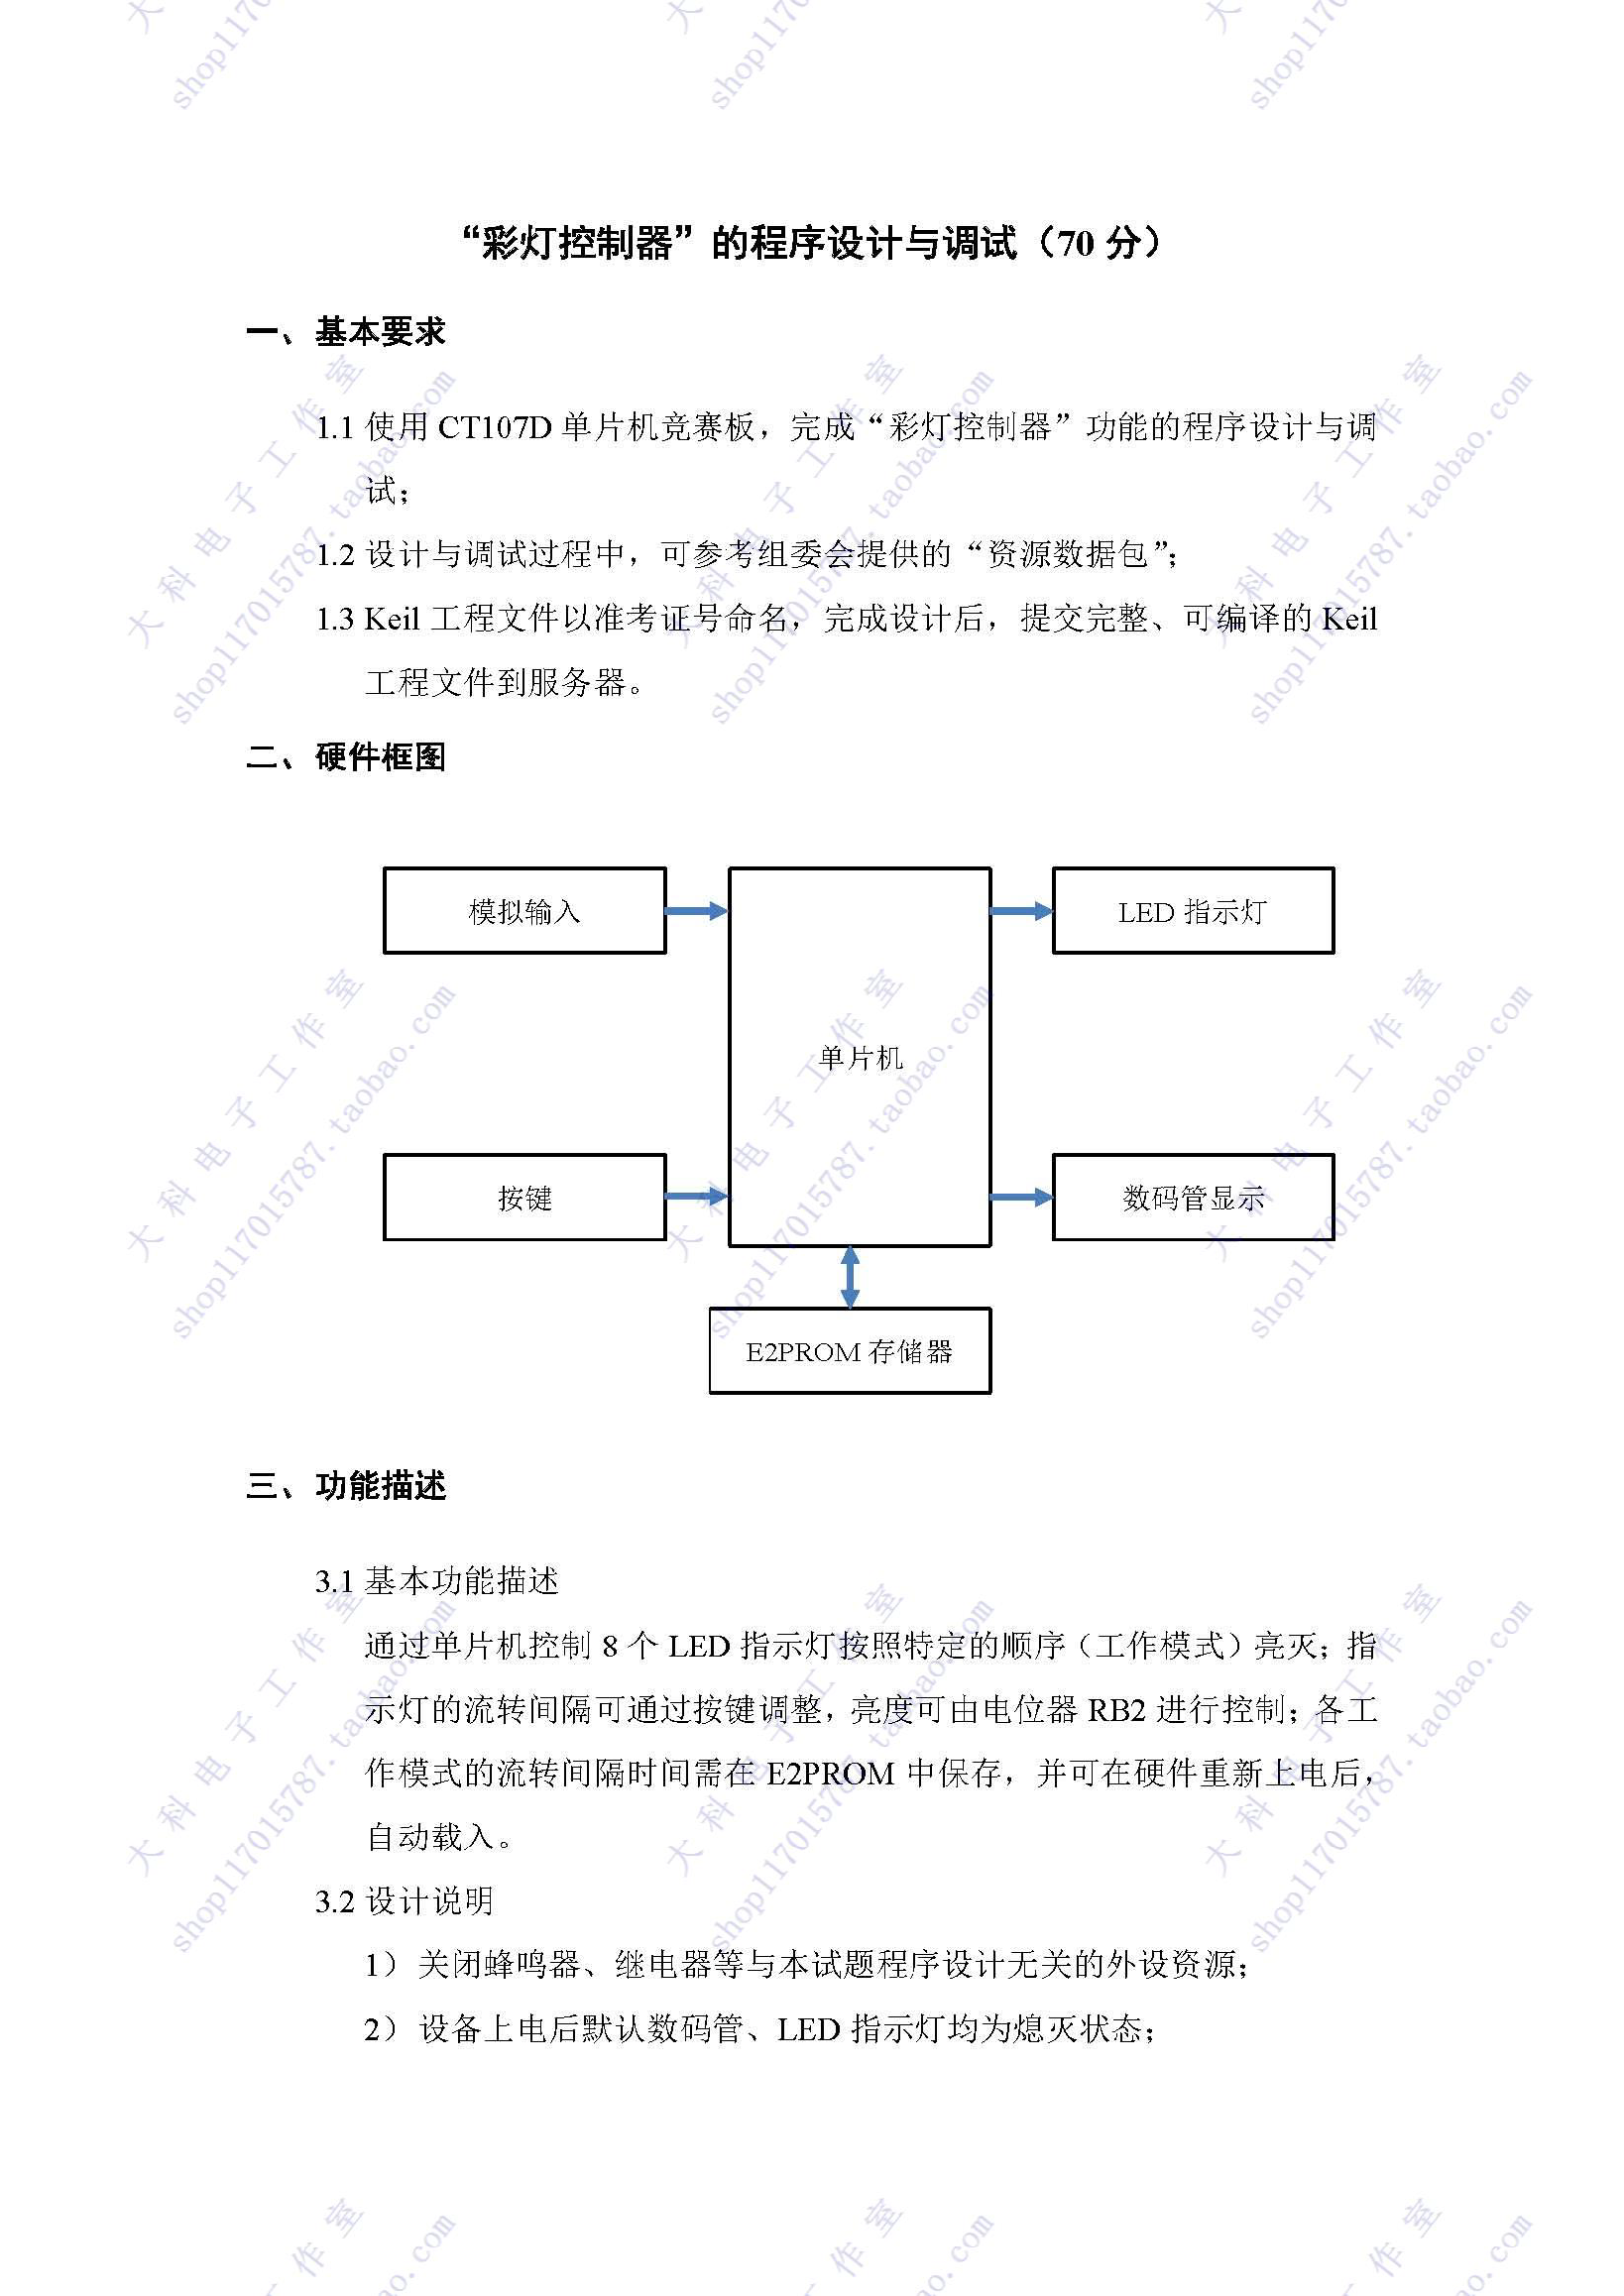 “彩灯控制器”的程序设计与调试（70 分）
一、 基本要求
1.1 使用 CT107D 单片机竞赛板，完成“彩灯控制器”功能的程序设计与调
试；
1.2 设计与调试过程中，可参考组委会提供的“资源数据包”；
1.3 Keil 工程文件以准考证号命名，完成设计后，提交完整、可编译的 Keil
工程文件到服务器。
二、 硬件框图
模拟输入
LED 指示灯
单片机
按键
数码管显示
E2PROM 存储器
三、 功能描述
3.1 基本功能描述
通过单片机控制 8 个 LED 指示灯按照特定的顺序（工作模式）亮灭；指
示灯的流转间隔可通过按键调整，亮度可由电位器 RB2 进行控制；各工
作模式的流转间隔时间需在 E2PROM 中保存，并可在硬件重新上电后，
自动载入。
3.2 设计说明
1） 关闭蜂鸣器、继电器等与本试题程序设计无关的外设资源；
2） 设备上电后默认数码管、LED 指示灯均为熄灭状态；
大科电子工作室
shop117015787.taobao.com